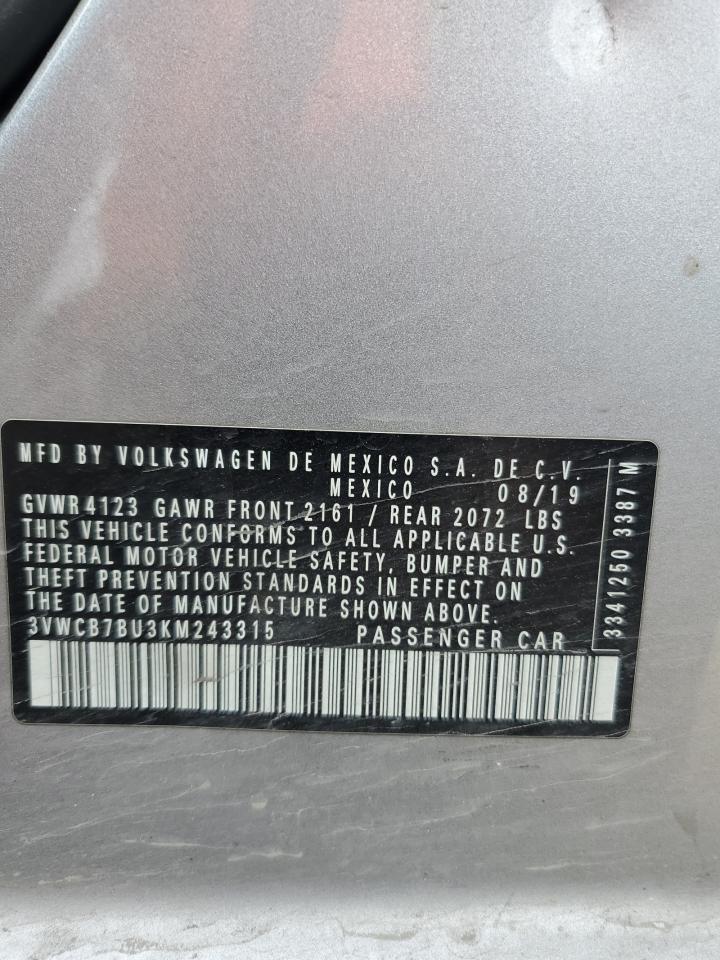 MFD BY VOLKSWAGEN DE MEXICO S.A. DE C.V.
MEXICO 08/19
GVWR 4123 GAWR FRONT 2161 / REAR 2072 LBS
THIS VEHICLE CONFORMS TO ALL APPLICABLE U.S.
FEDERAL MOTOR VEHICLE SAFETY, BUMPER AND
THEFT PREVENTION STANDARDS IN EFFECT ON
THE DATE OF MANUFACTURE SHOWN ABOVE.
3VWCB7BU3KM243315 PASSENGER CAR
3341250 3387 M